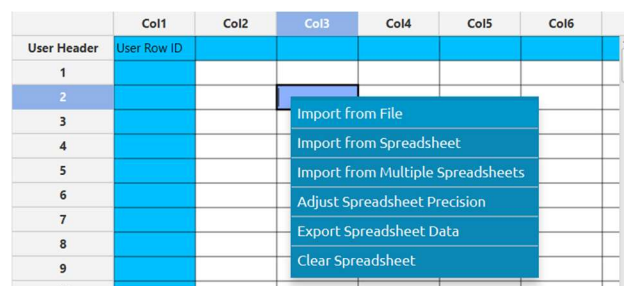 Col1 Col2 Col3 Col4 Col5 Col6
User Header User Row ID
1
2
3 Import from File
4 Import from Spreadsheet
5 Import from Multiple Spreadsheets
6 Adjust Spreadsheet Precision
7 Export Spreadsheet Data
8 Clear Spreadsheet
9